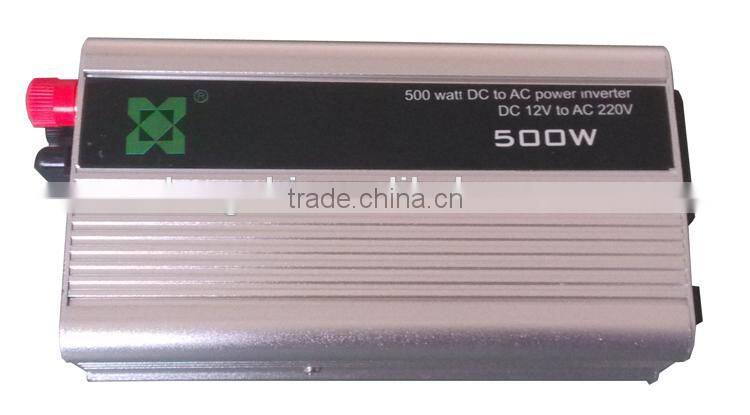 ®
500 watt DC to AC power inverter
DC 12V to AC 220V
500W
trade.china.cn